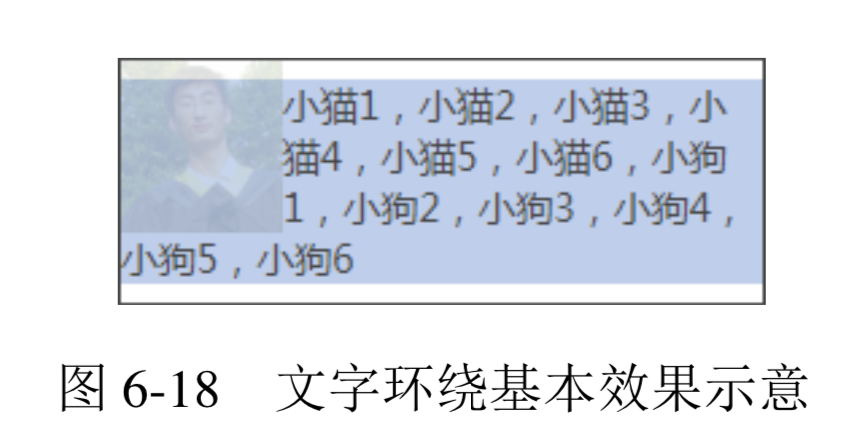 小猫1，小猫2，小猫3，小
猫4，小猫5，小猫6，小狗
1，小狗2，小狗3，小狗4，
小狗5，小狗6
图 6-18　文字环绕基本效果示意